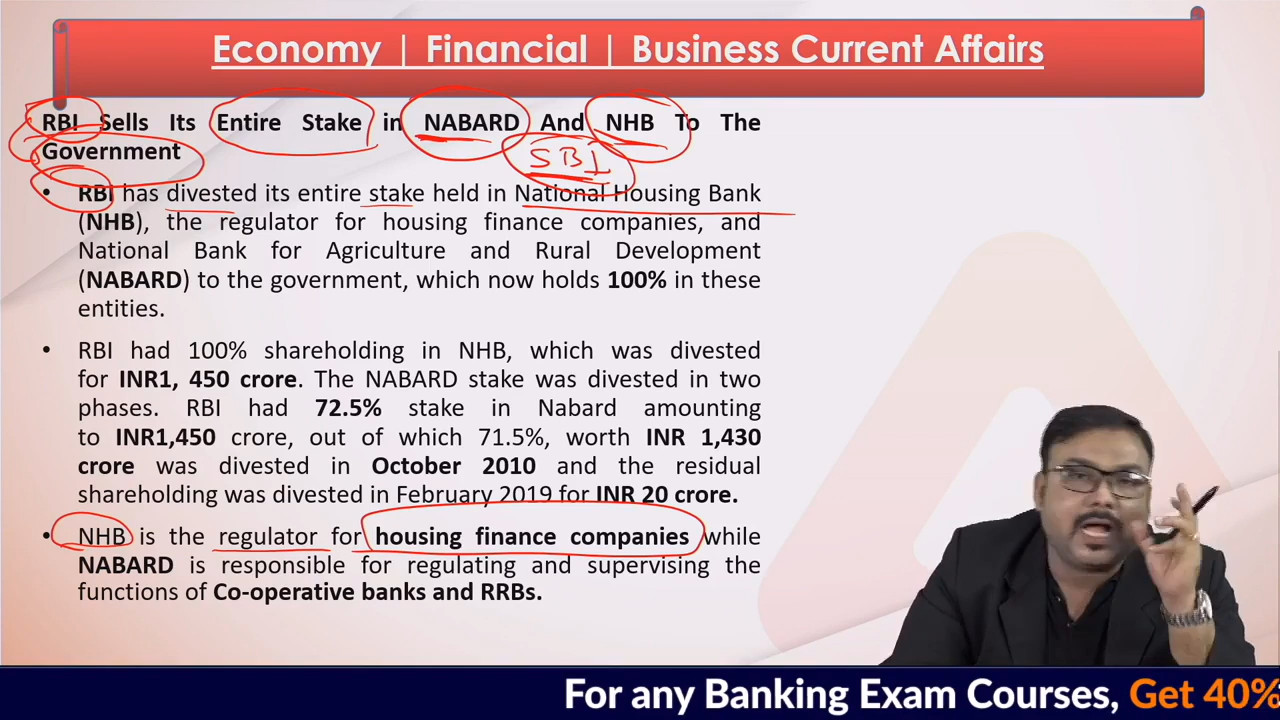 Economy | Financial | Business Current Affairs
RBI Sells Its Entire Stake in NABARD And NHB To The
Government
SBI
• RBI has divested its entire stake held in National Housing Bank
(NHB), the regulator for housing finance companies, and
National Bank for Agriculture and Rural Development
(NABARD) to the government, which now holds 100% in these
entities.
• RBI had 100% shareholding in NHB, which was divested
for INR1, 450 crore. The NABARD stake was divested in two
phases. RBI had 72.5% stake in Nabard amounting
to INR1,450 crore, out of which 71.5%, worth INR 1,430
crore was divested in October 2010 and the residual
shareholding was divested in February 2019 for INR 20 crore.
• NHB is the regulator for housing finance companies while
NABARD is responsible for regulating and supervising the
functions of Co-operative banks and RRBs.
For any Banking Exam Courses, Get 40%